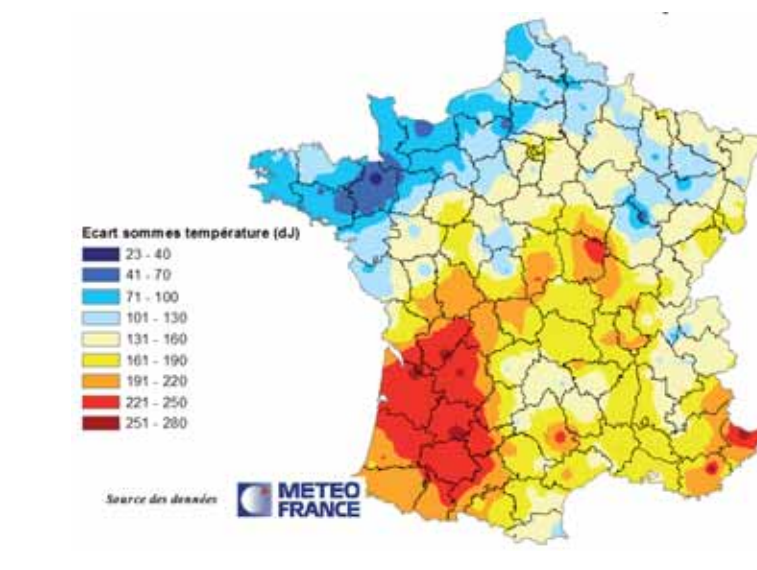 Ecart sommes température (dJ)
23 - 40
41 - 70
71 - 100
101 - 130
131 - 160
161 - 190
191 - 220
221 - 250
251 - 280
Source des données
METEO
FRANCE